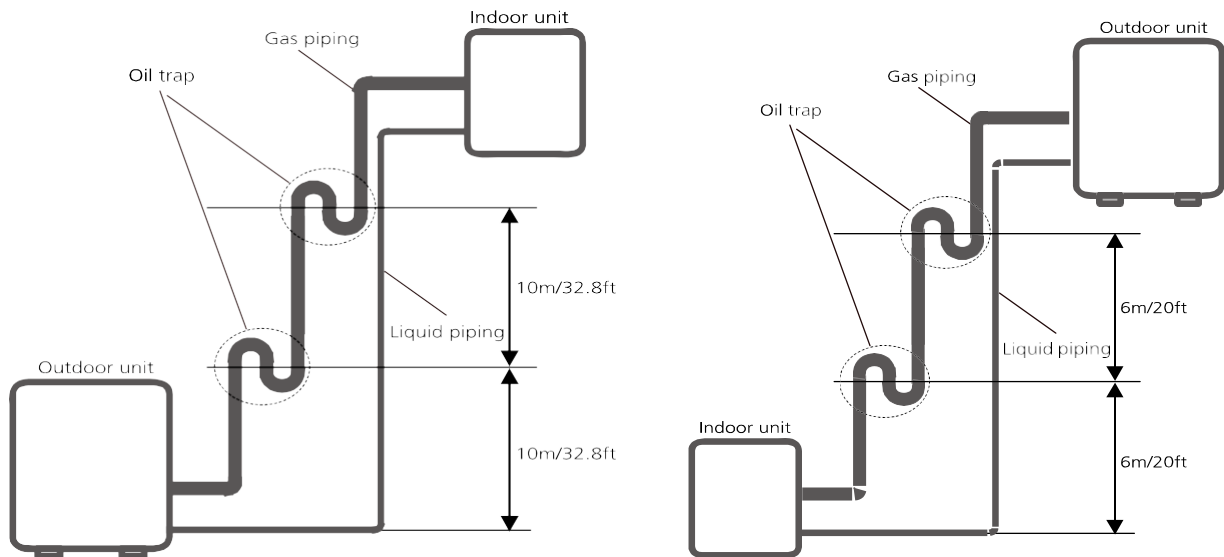 Indoor unit
Gas piping
Oil trap
10m/32.8ft
Liquid piping
Outdoor unit
10m/32.8ft
Outdoor unit
Gas piping
Oil trap
6m/20ft
Liquid piping
Indoor unit
6m/20ft